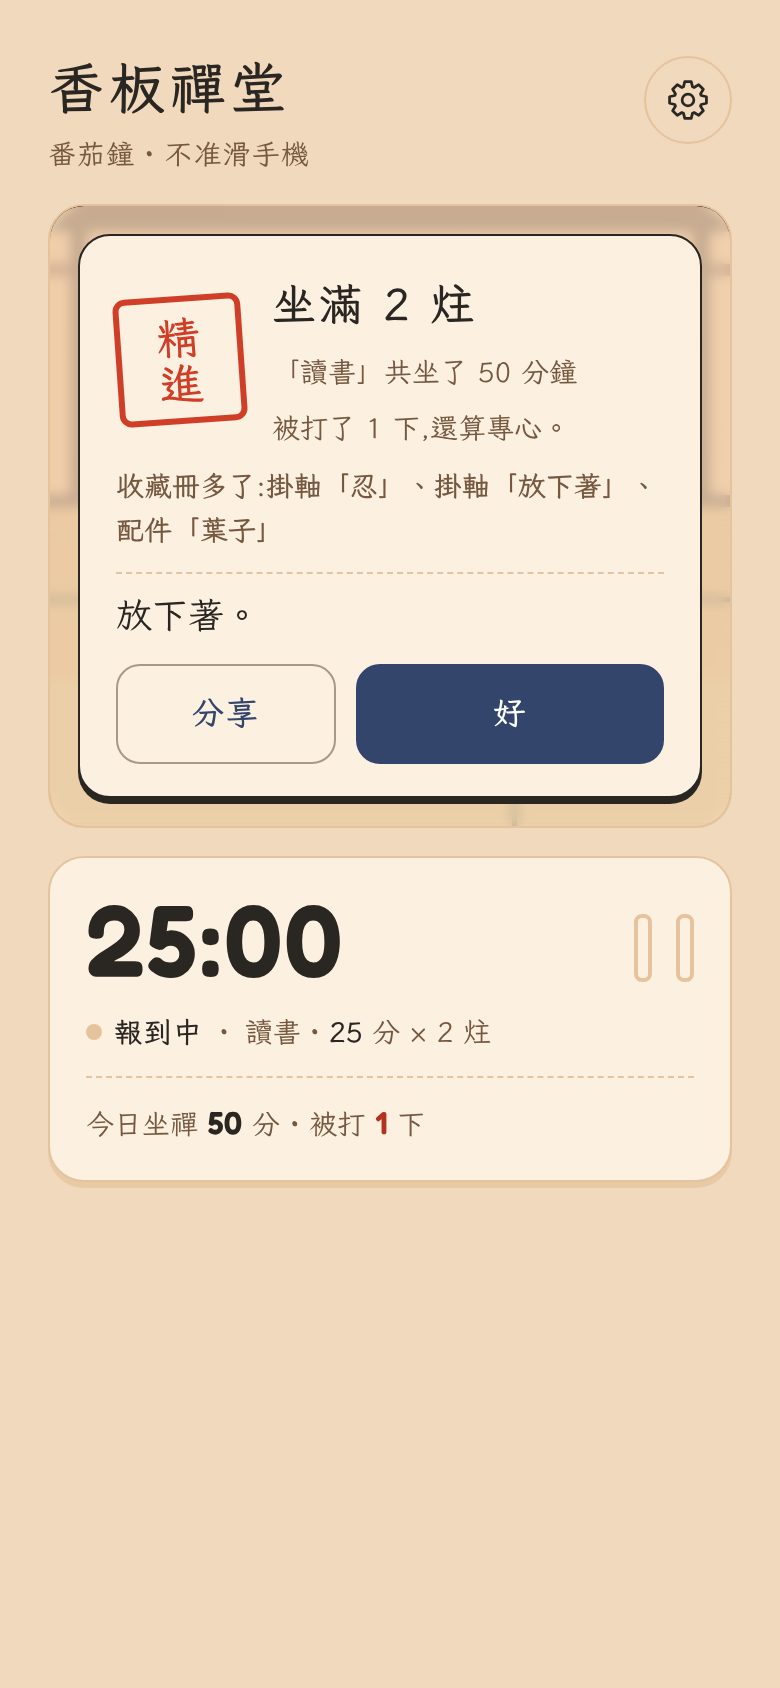 香板禪堂
番茄鐘・不准滑手機
精
進
坐滿 2 炷
「讀書」共坐了 50 分鐘
被打了 1 下,還算專心。
收藏冊多了:掛軸「忍」、掛軸「放下著」、
配件「葉子」
放下著。
分享
好
25:00
報到中 ・ 讀書・25 分 × 2 炷
今日坐禪 50 分・被打 1 下